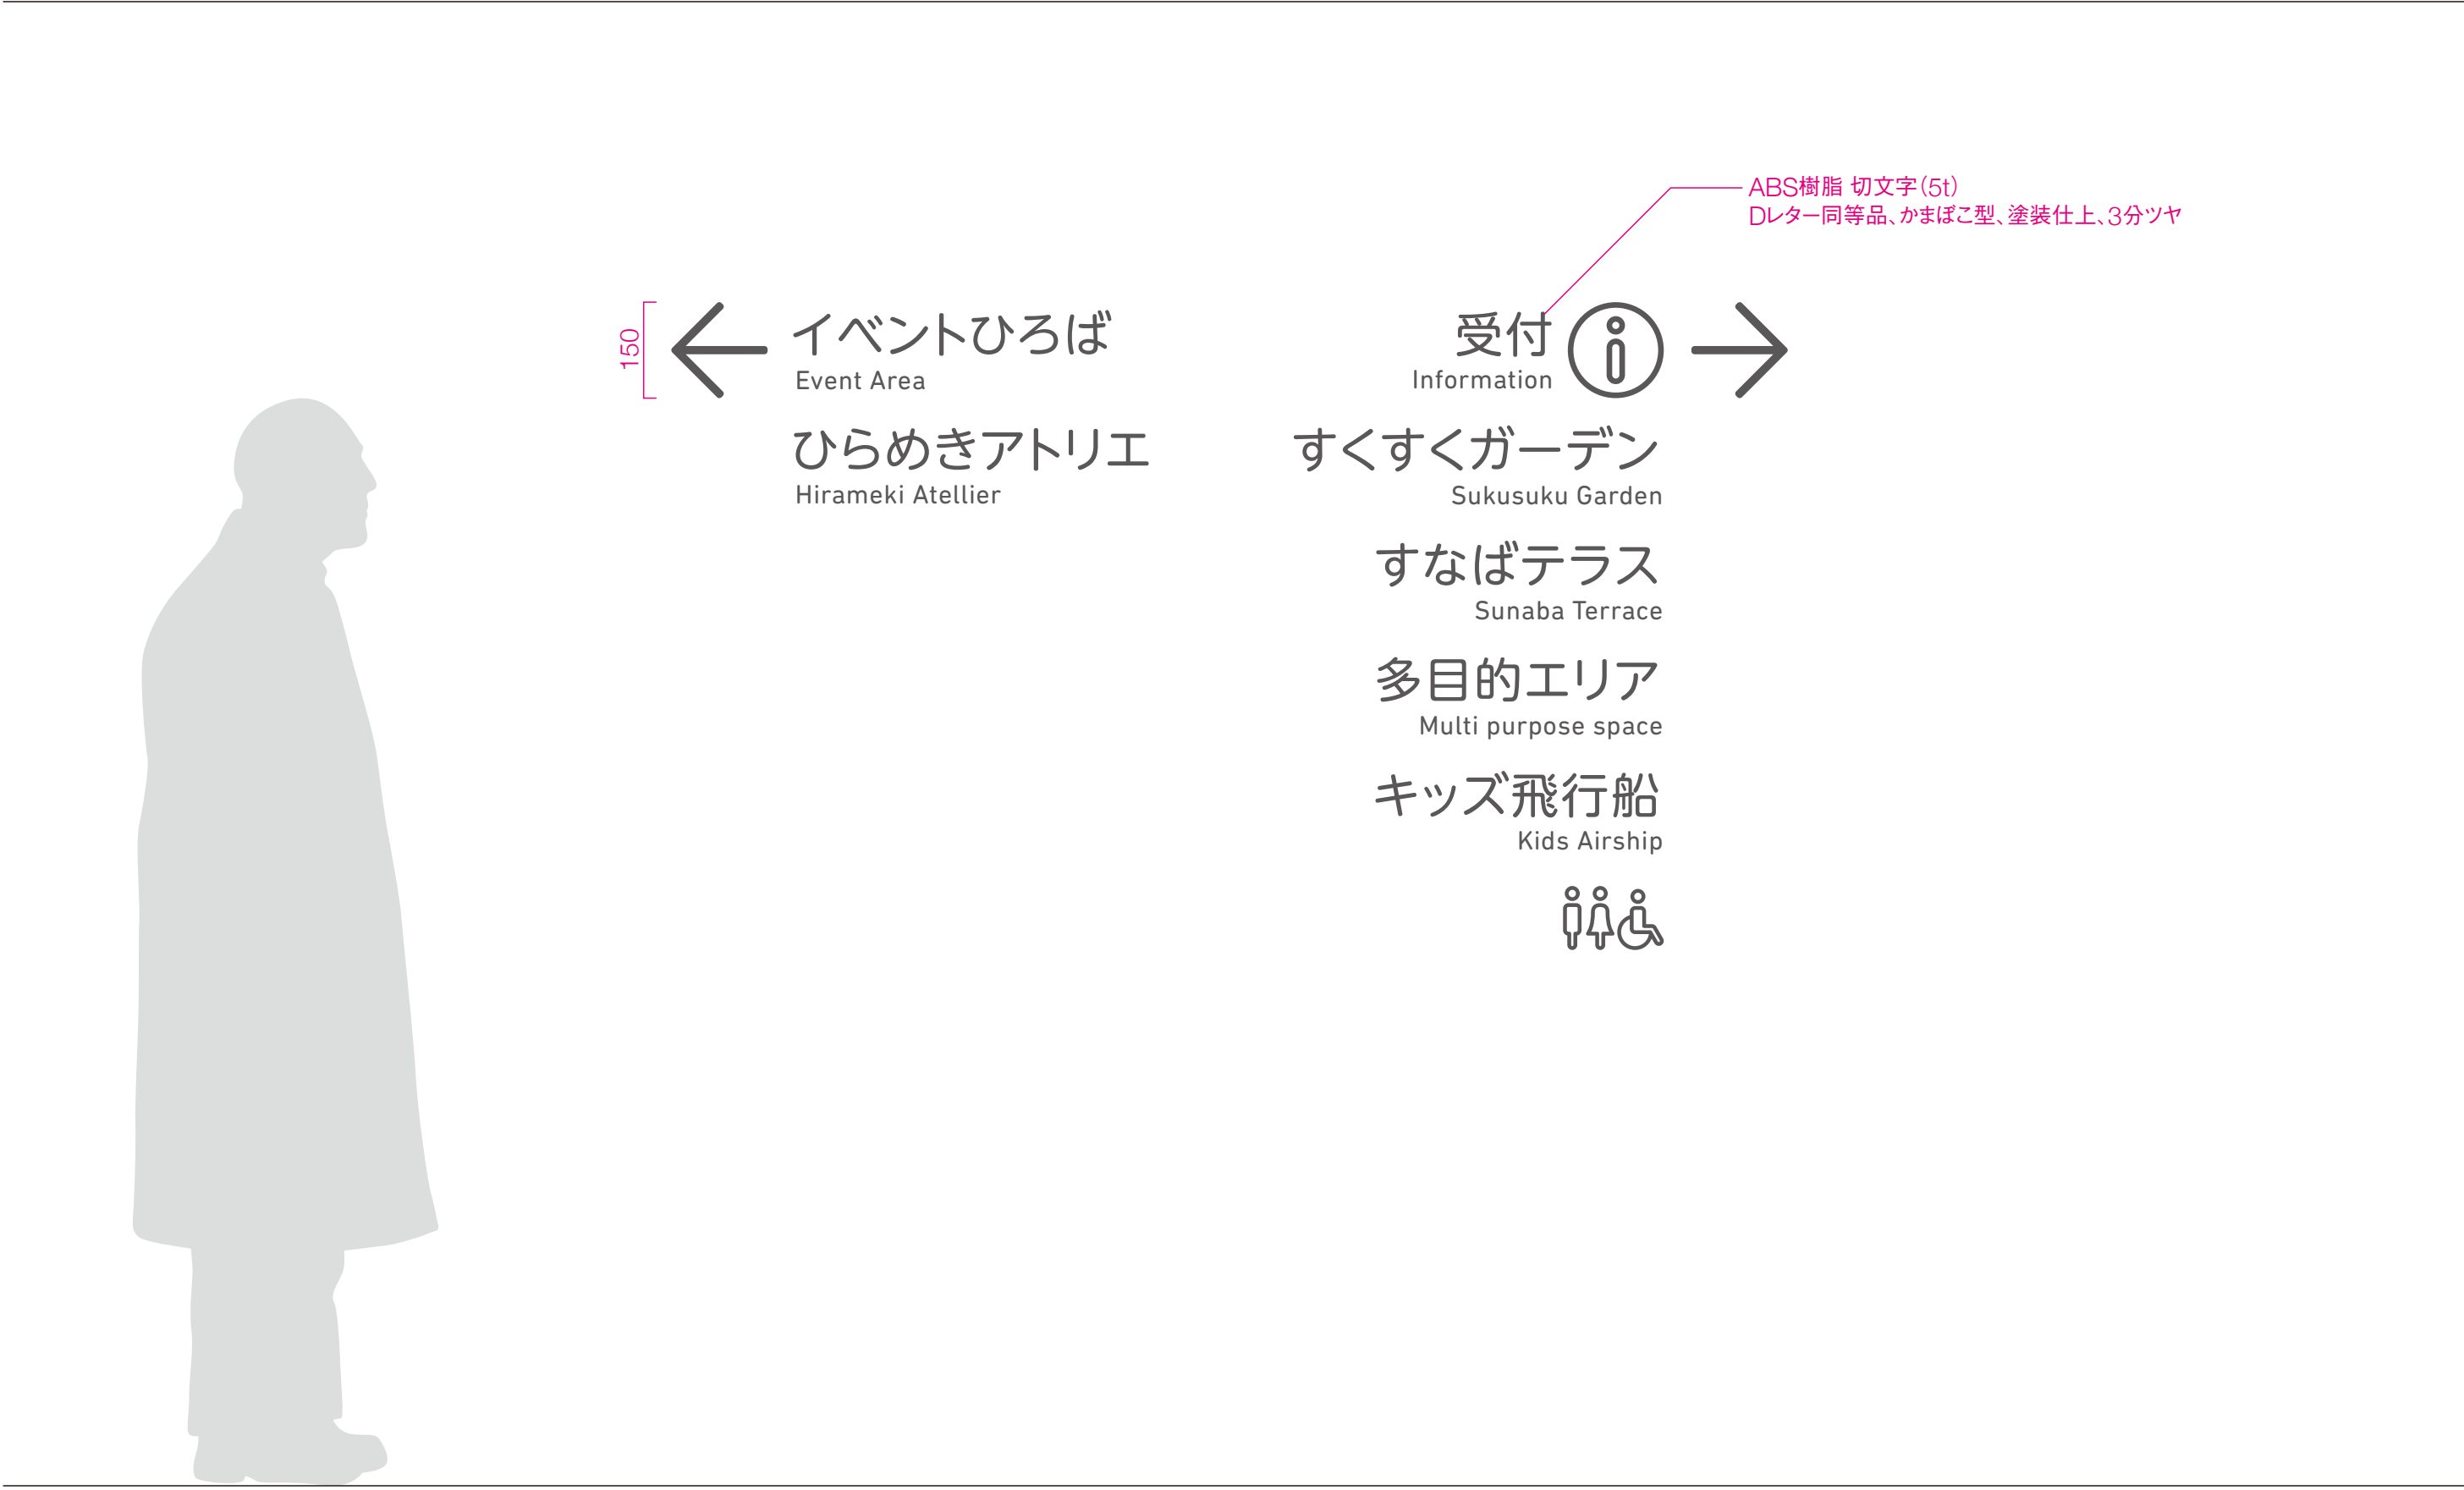 ABS樹脂 切文字(5t)
Dレター同等品、かまぼこ型、塗装仕上、3分ツヤ
150
イベントひろば
Event Area
ひらめきアトリエ
Hirameki Atellier
受付
Information
すくすくガーデン
Sukusuku Garden
すなばテラス
Sunaba Terrace
多目的エリア
Multi purpose space
キッズ飛行船
Kids Airship